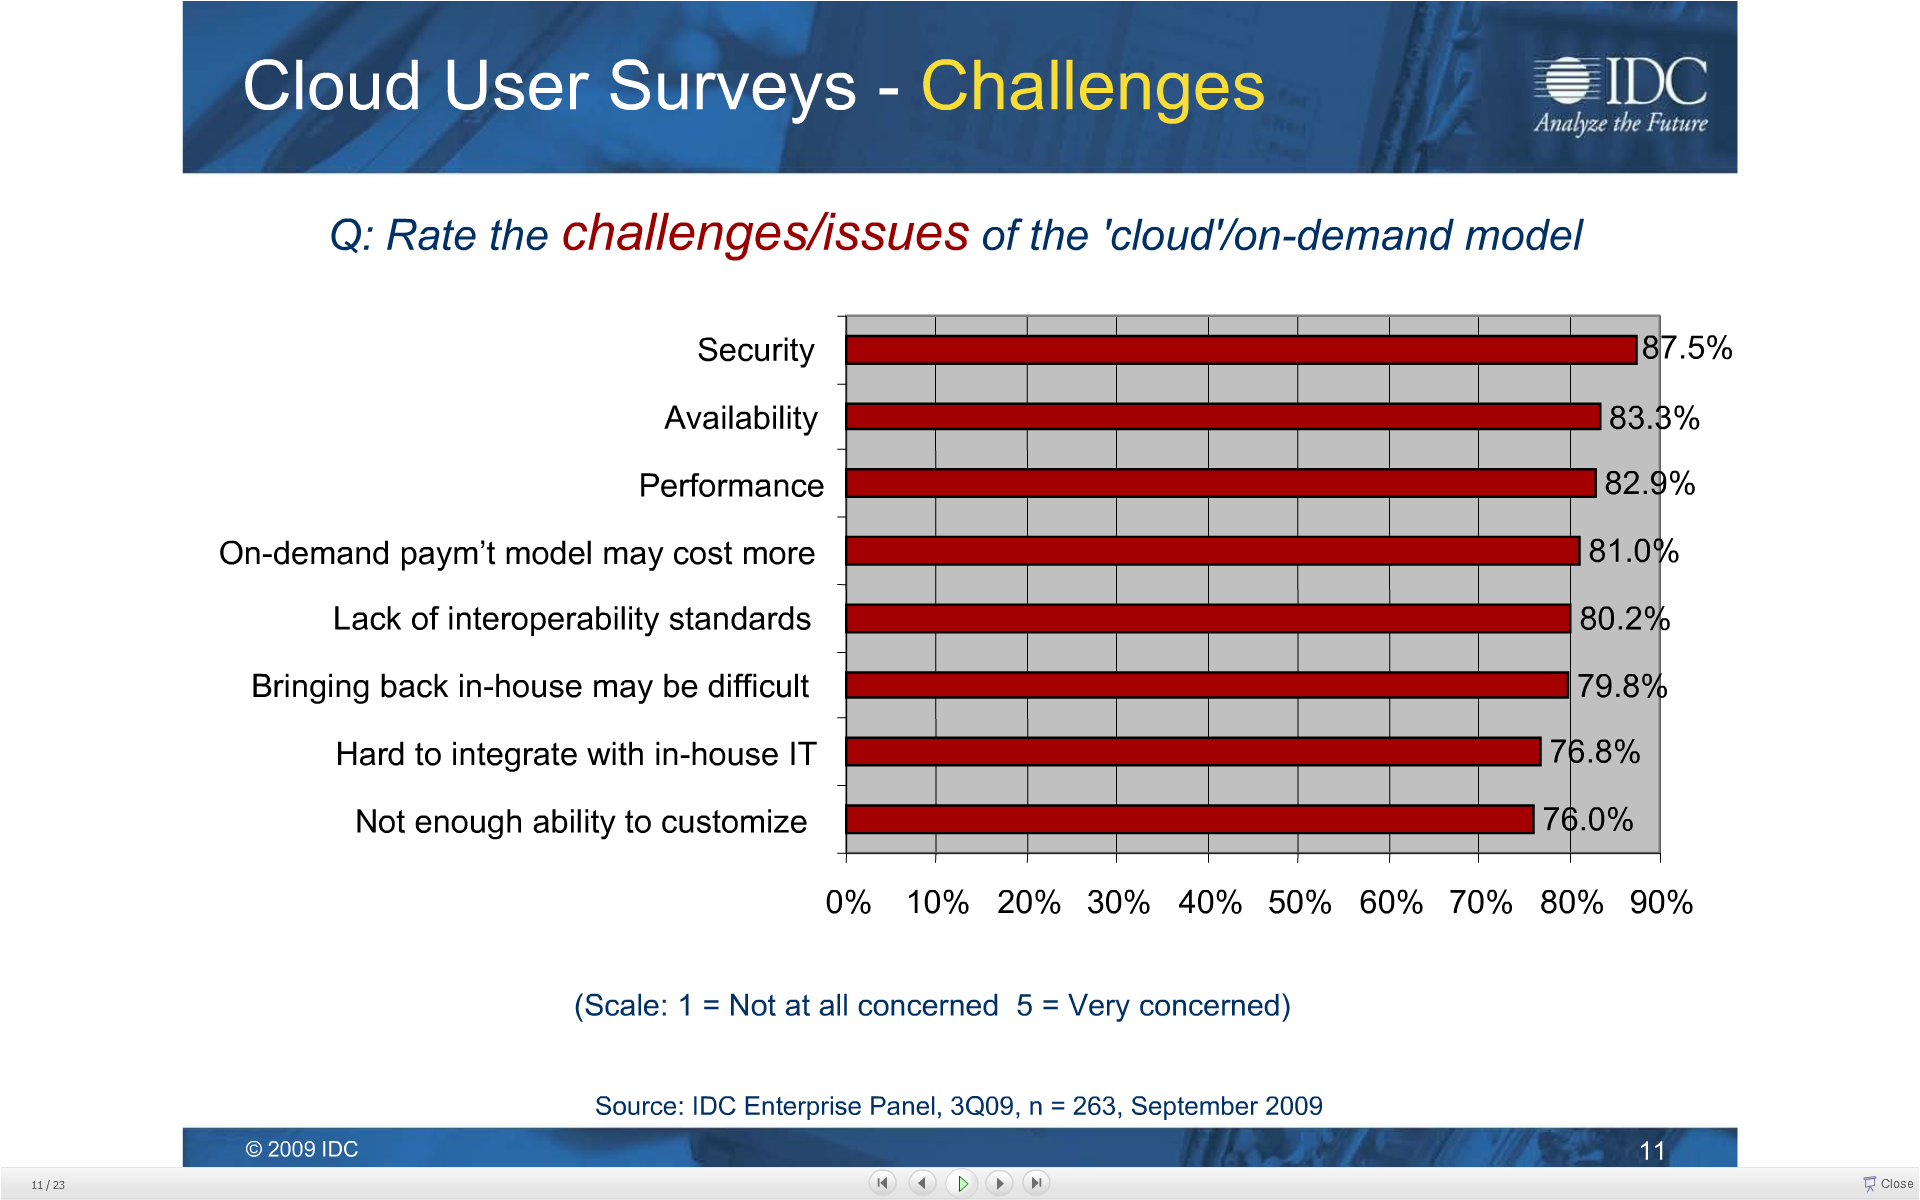 Cloud User Surveys - Challenges
IDC
Analyze the Future
Q: Rate the challenges/issues of the 'cloud'/on-demand model
Security 87.5%
Availability 83.3%
Performance 82.9%
On-demand paym’t model may cost more 81.0%
Lack of interoperability standards 80.2%
Bringing back in-house may be difficult 79.8%
Hard to integrate with in-house IT 76.8%
Not enough ability to customize 76.0%
0% 10% 20% 30% 40% 50% 60% 70% 80% 90%
(Scale: 1 = Not at all concerned 5 = Very concerned)
Source: IDC Enterprise Panel, 3Q09, n = 263, September 2009
© 2009 IDC 11
11 / 23 Close